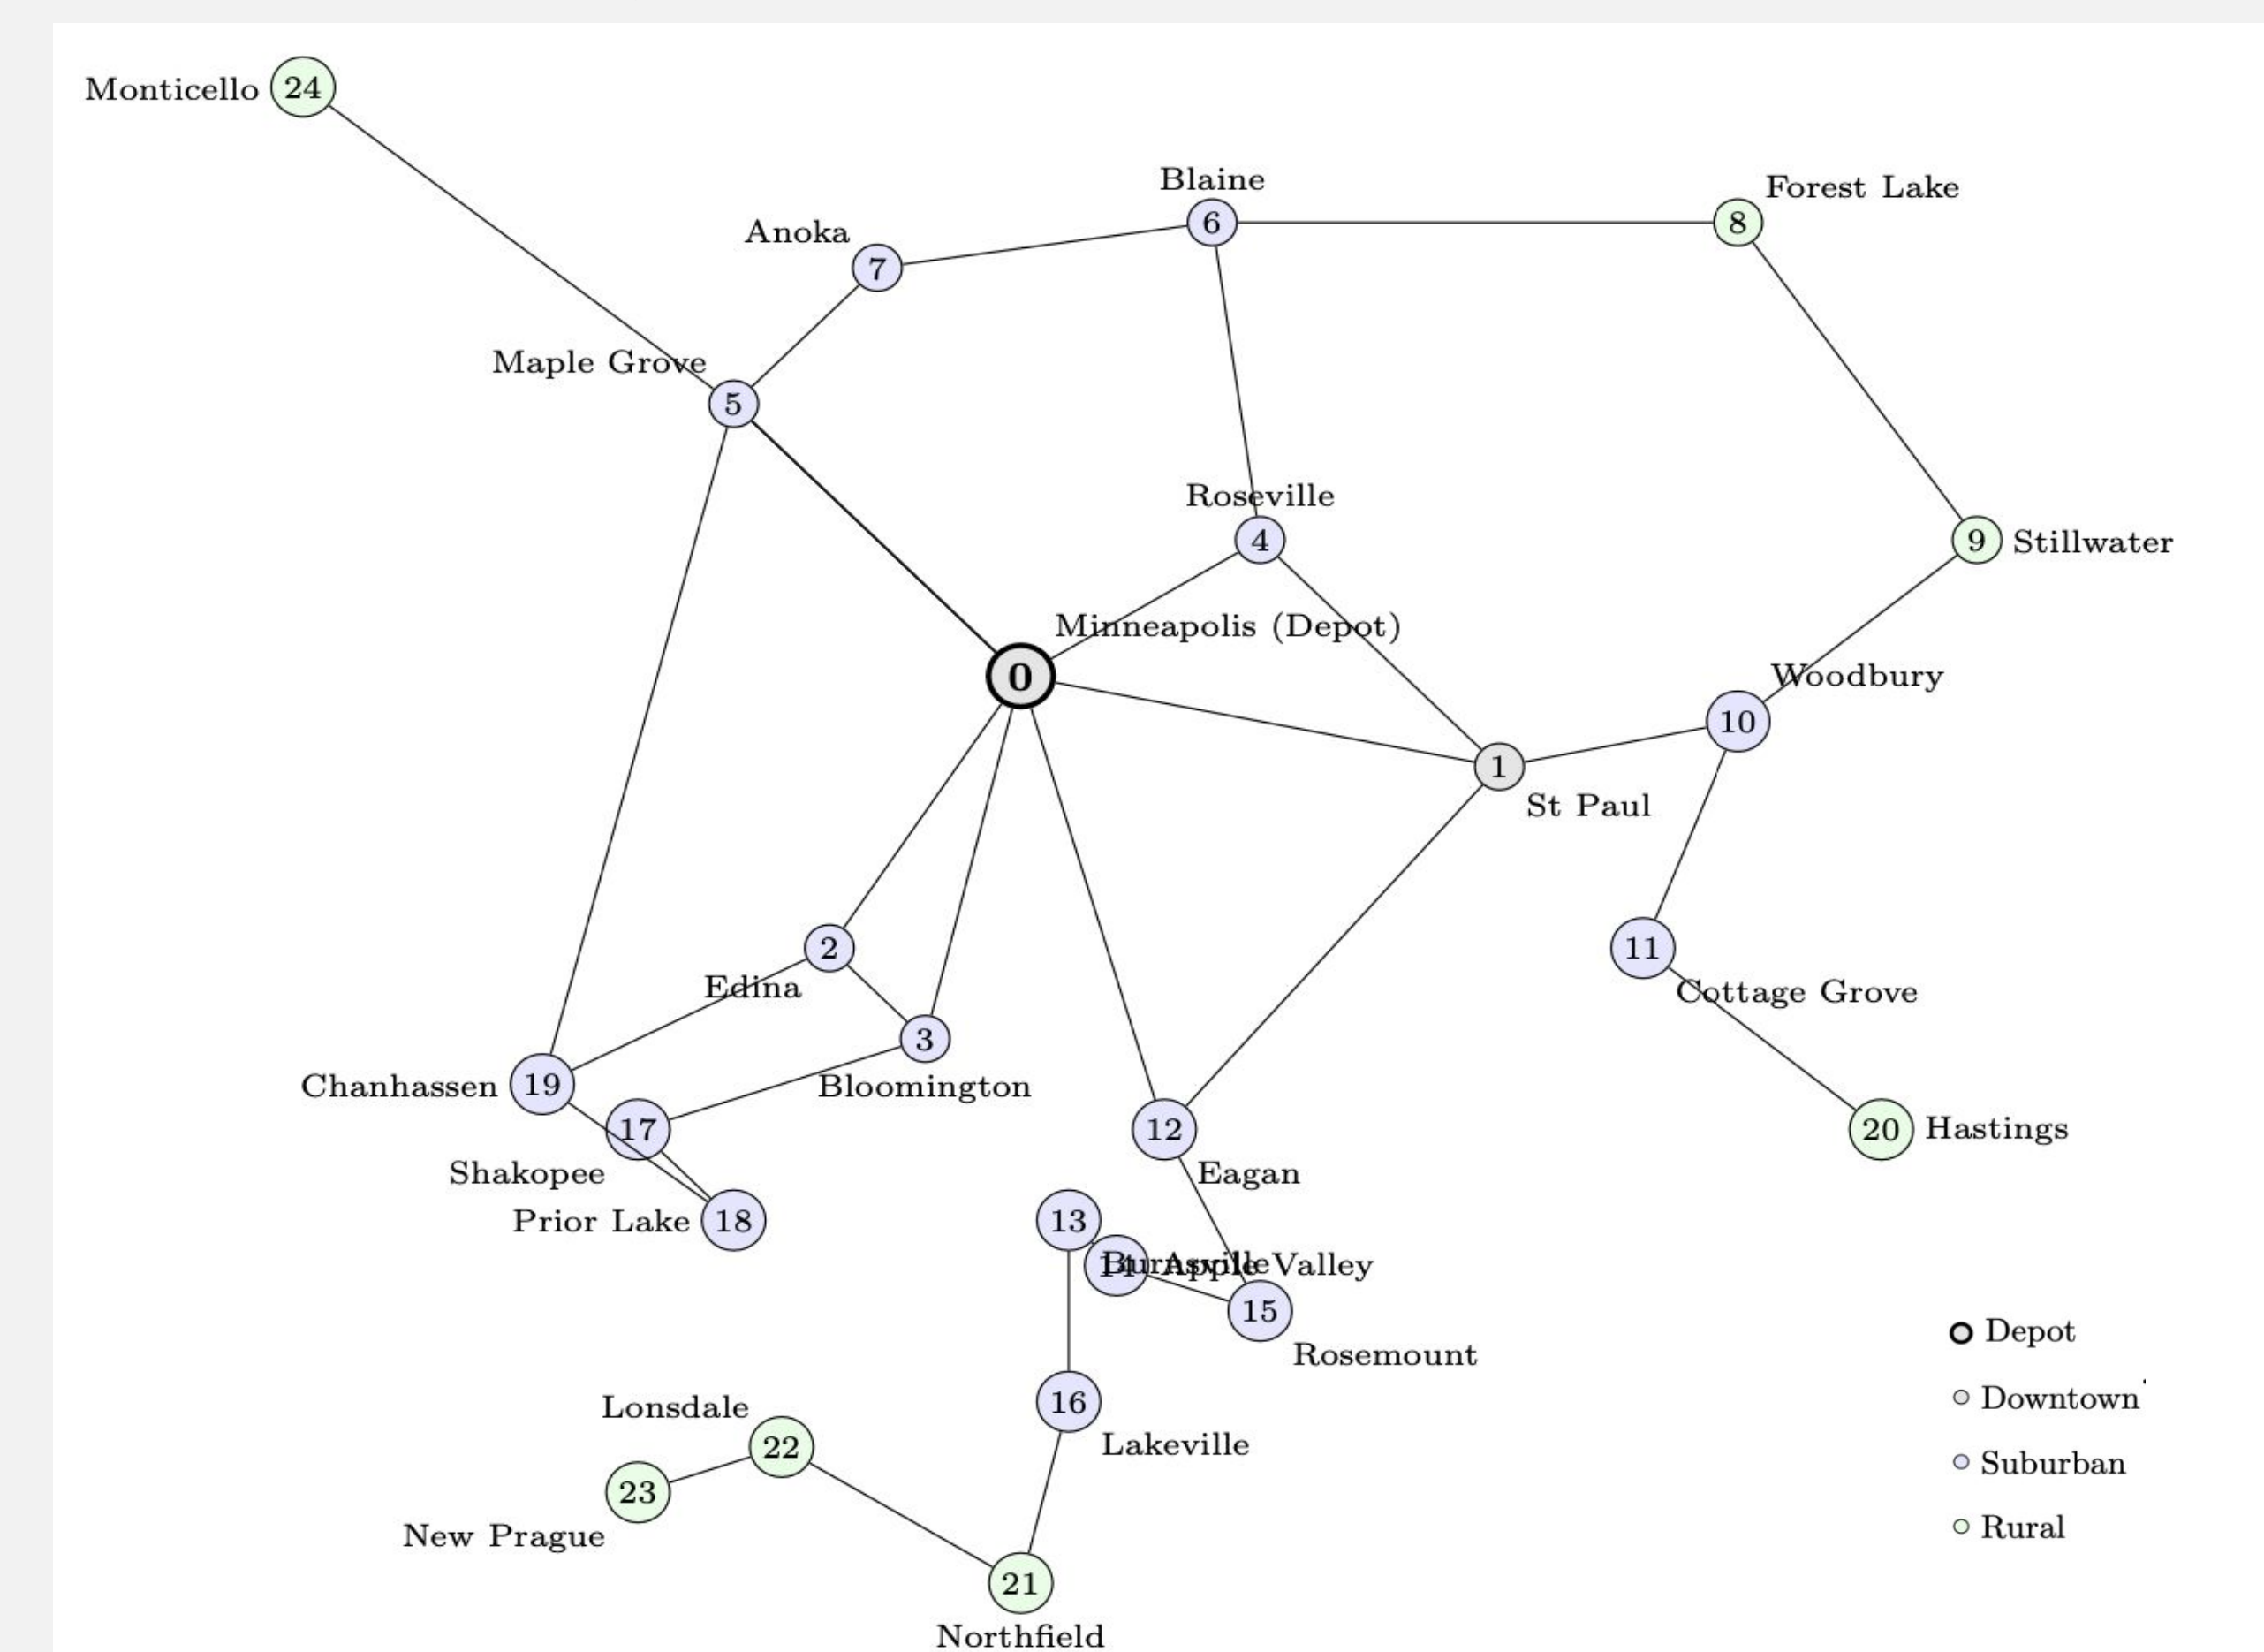 Monticello 24
Blaine
Forest Lake
6
8
Anoka
7
Maple Grove
5
Roseville
4
9 Stillwater
Minneapolis (Depot)
0
Woodbury
10
1
St Paul
2
11
Edina
Cottage Grove
3
Chanhassen 19
Bloomington
17
12
20 Hastings
Shakopee
Eagan
Prior Lake 18
13
14 Burnsville Apple Valley
15
Depot
Rosemount
Lonsdale
16
Downtown
22
Lakeville
Suburban
23
Rural
New Prague
21
Northfield